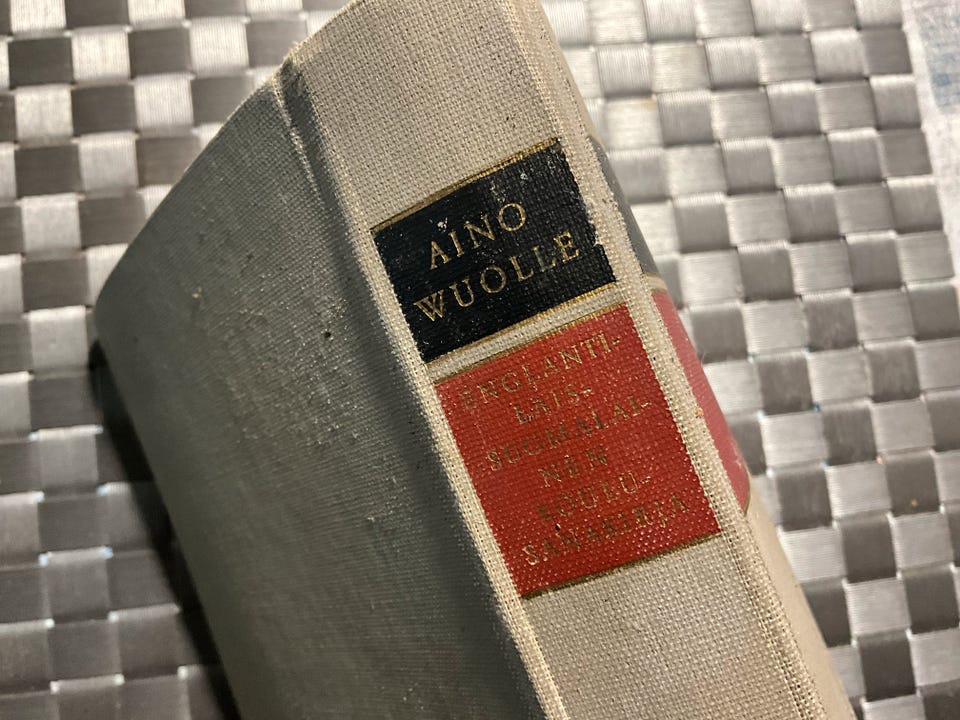 AINO
WUOLLE
ENGLANTI-
LAIS-
SUOMALAI-
NEN
KOULU-
SANAKIRJA